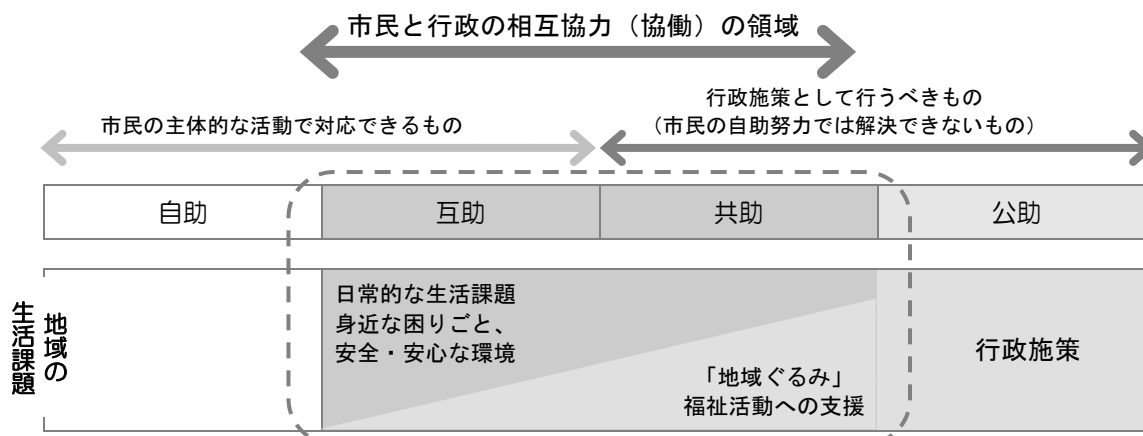 市民と行政の相互協力（協働）の領域
行政施策として行うべきもの
（市民の自助努力では解決できないもの）
市民の主体的な活動で対応できるもの
自助
互助
共助
公助
地域の
生活課題
日常的な生活課題
身近な困りごと、
安全・安心な環境
「地域ぐるみ」
福祉活動への支援
行政施策